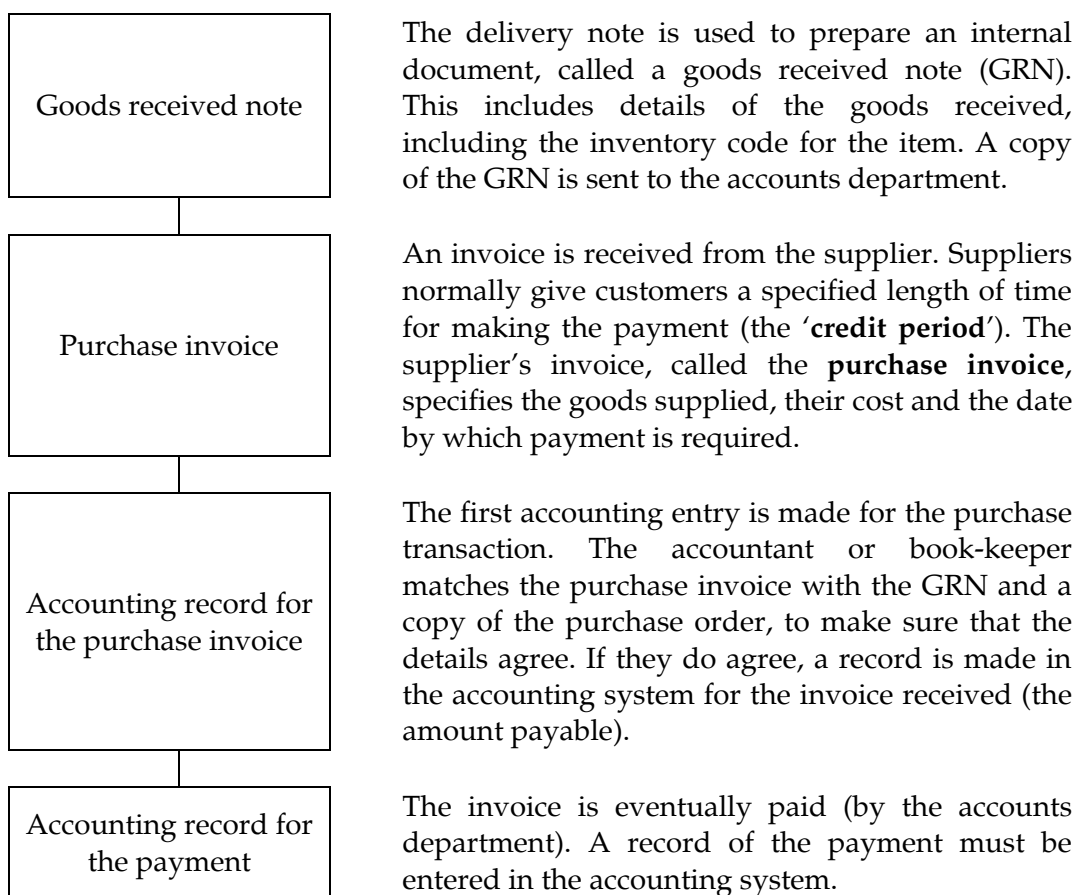 Goods received note
The delivery note is used to prepare an internal
document, called a goods received note (GRN).
This includes details of the goods received,
including the inventory code for the item. A copy
of the GRN is sent to the accounts department.
Purchase invoice
An invoice is received from the supplier. Suppliers
normally give customers a specified length of time
for making the payment (the ‘credit period’). The
supplier’s invoice, called the purchase invoice,
specifies the goods supplied, their cost and the date
by which payment is required.
Accounting record for
the purchase invoice
The first accounting entry is made for the purchase
transaction. The accountant or book-keeper
matches the purchase invoice with the GRN and a
copy of the purchase order, to make sure that the
details agree. If they do agree, a record is made in
the accounting system for the invoice received (the
amount payable).
Accounting record for
the payment
The invoice is eventually paid (by the accounts
department). A record of the payment must be
entered in the accounting system.